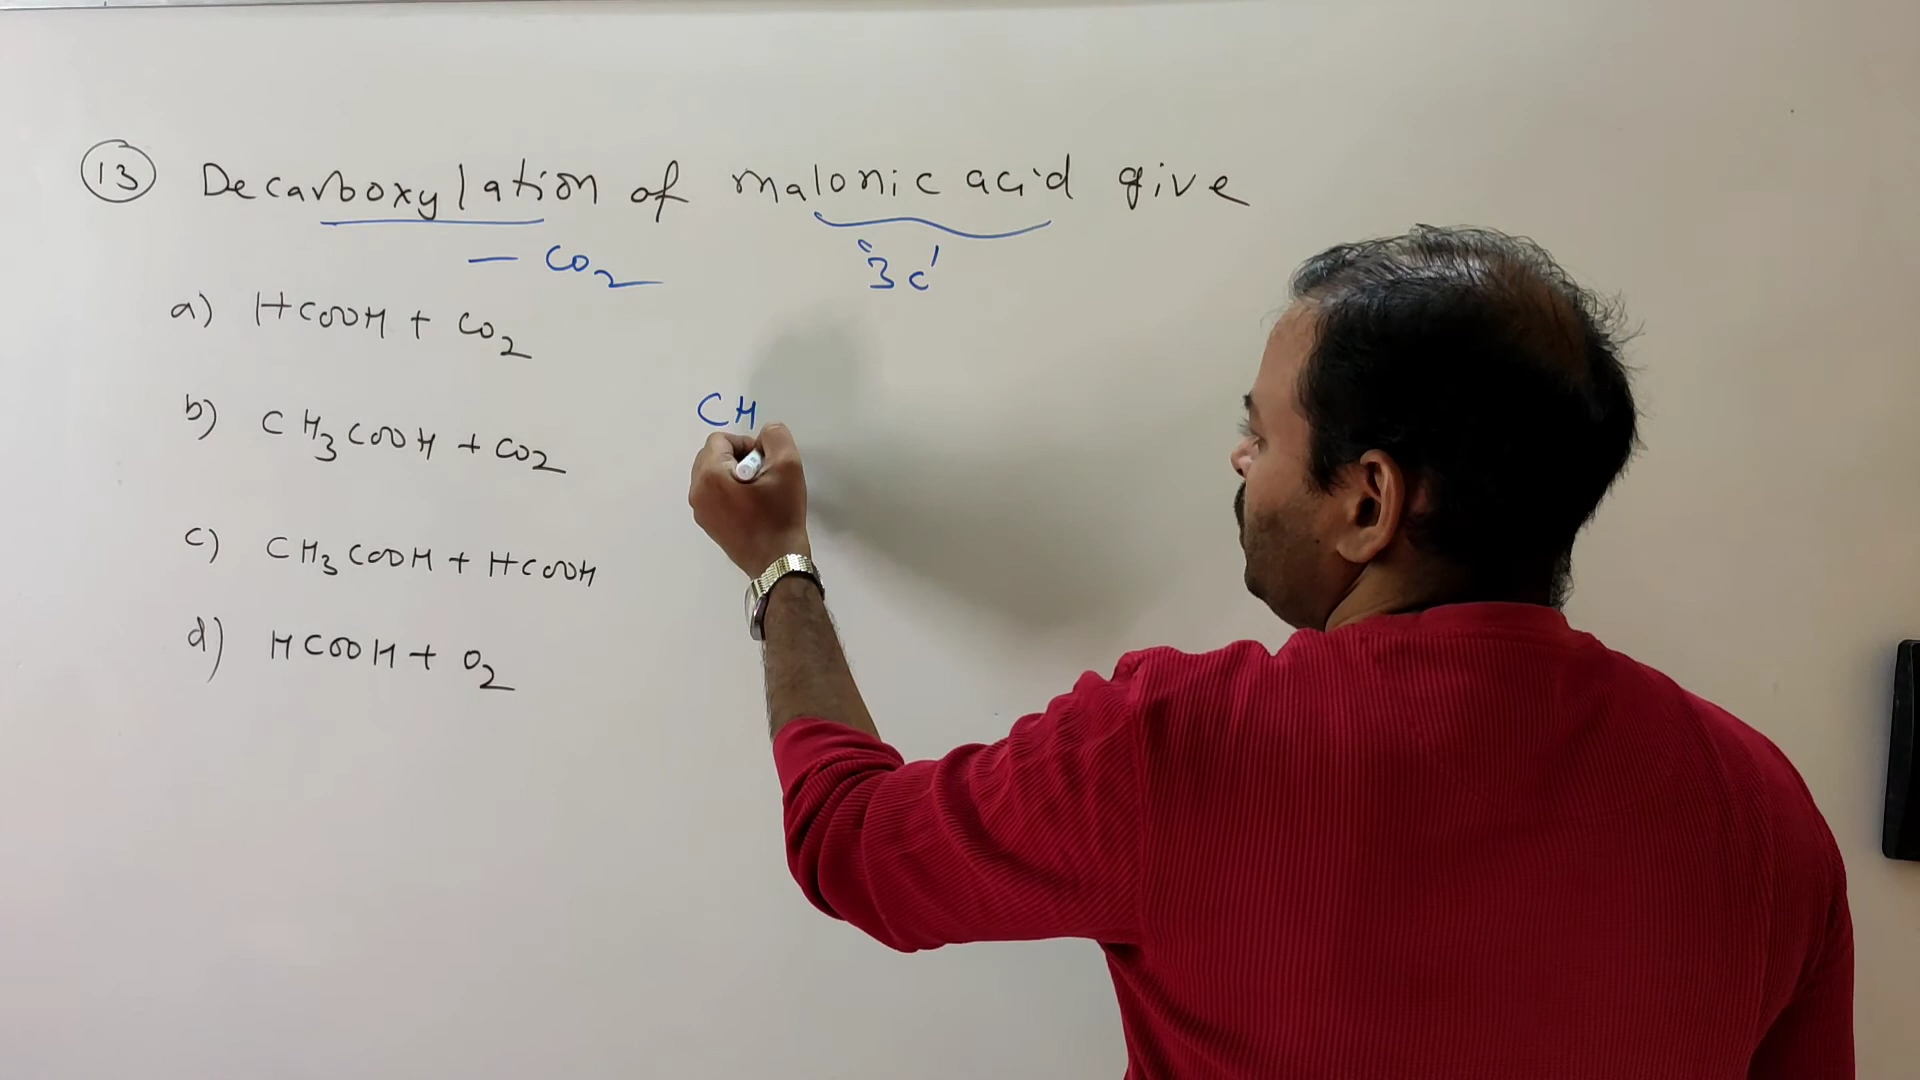 13 Decarboxylation of malonic acid give
— CO2 '3C'
a) HCOOH + CO2
b) CH3COOH + CO2
CH
c) CH3COOH + HCOOH
d) HCOOH + O2